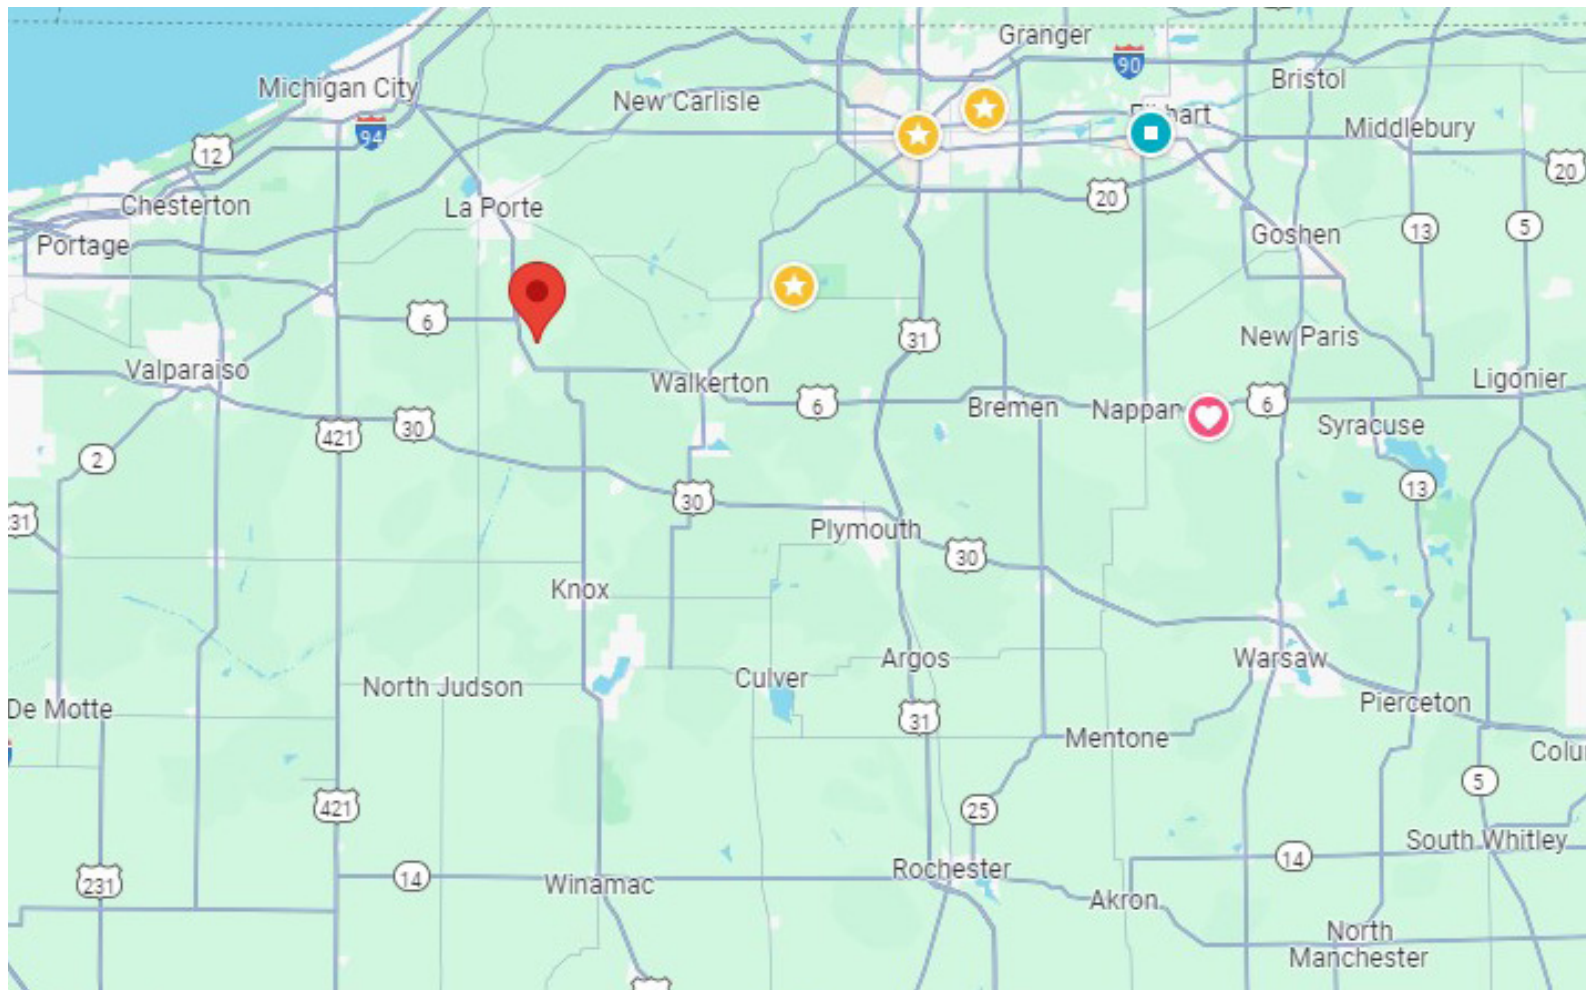 Granger
90
Bristol
Michigan City
New Carlisle
94
12
Middlebury
20
Chesterton
La Porte
20
Portage
Goshen
13
5
6
31
New Paris
Valparaiso
Walkerton
Ligonier
6
Bremen
6
Syracuse
421
30
2
13
30
31
Plymouth
30
Knox
Argos
Warsaw
Culver
North Judson
De Motte
Pierceton
31
Mentone
5
421
25
South Whitley
14
Rochester
231
14
Winamac
Akron
North
Manchester